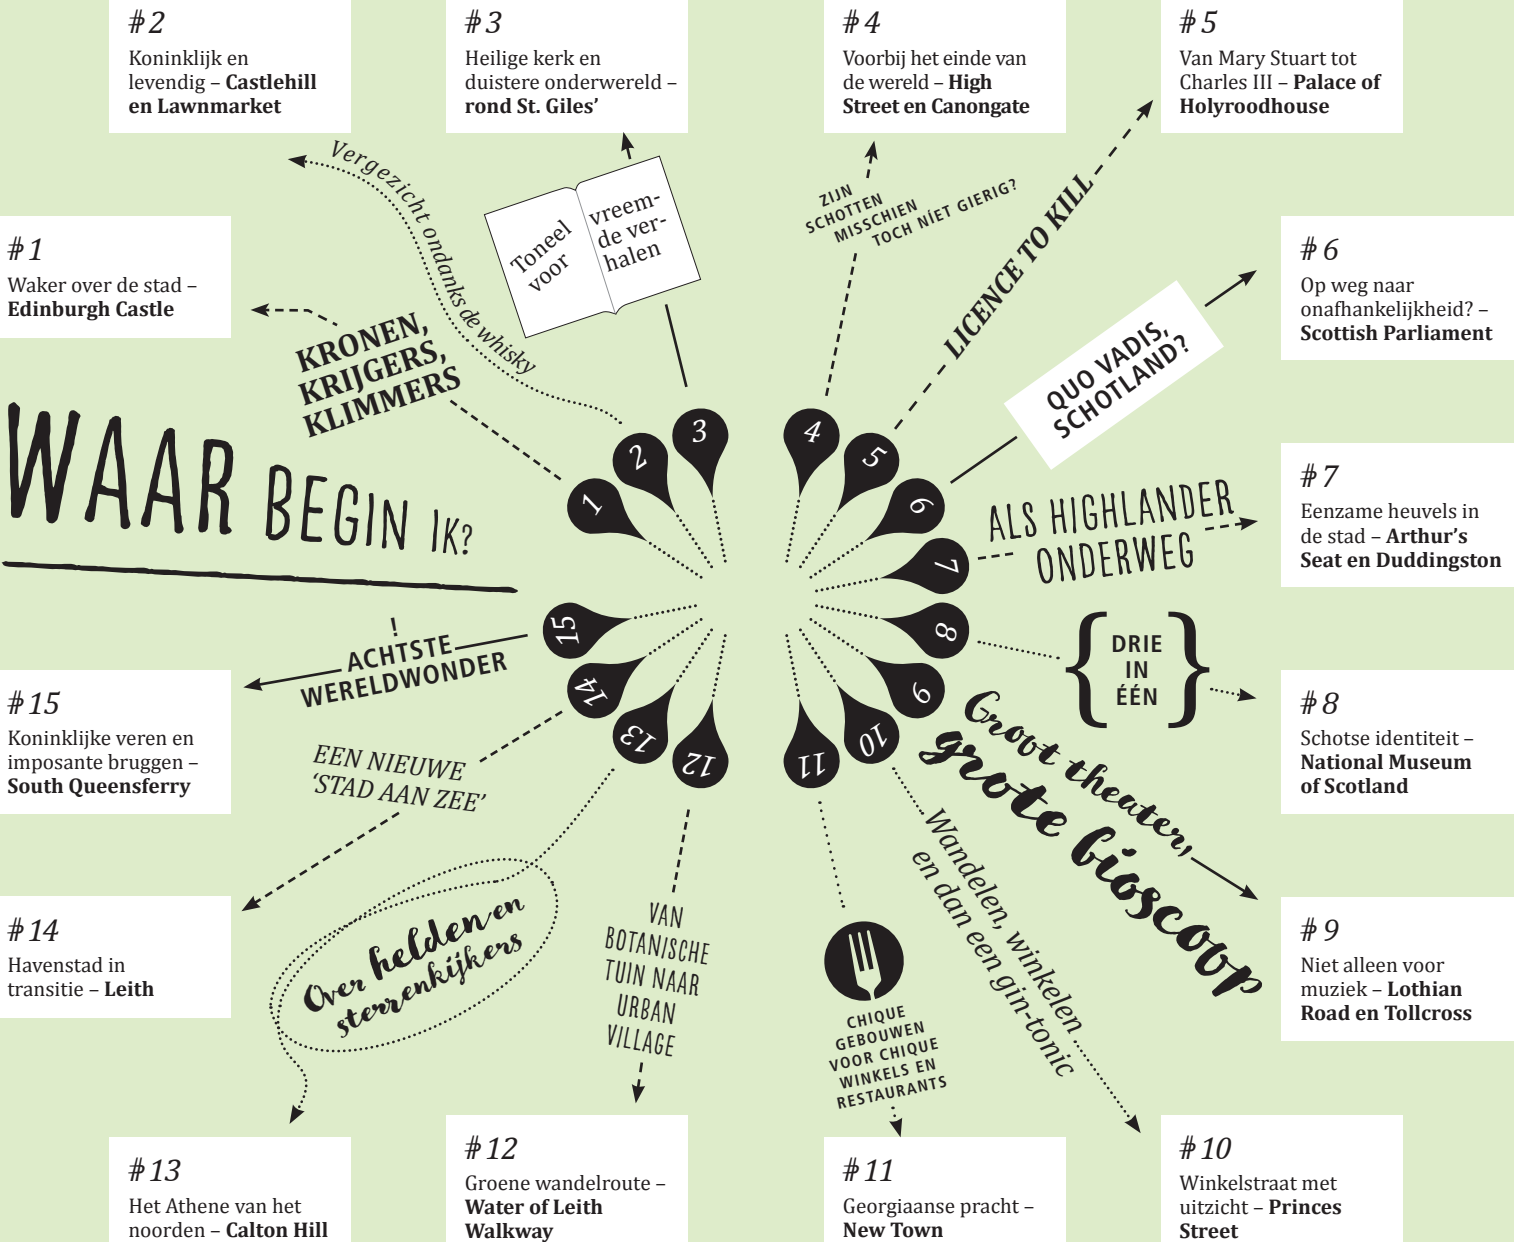 #2
Koninklijk en
levendig – Castlehill
en Lawnmarket
#3
Heilige kerk en
duistere onderwereld –
rond St. Giles’
#4
Voorbij het einde van
de wereld – High
Street en Canongate
#5
Van Mary Stuart tot
Charles III – Palace of
Holyroodhouse
#1
Waker over de stad –
Edinburgh Castle
Vergezicht ondanks de whisky
Toneel
voor
vreem-
de ver-
halen
ZIJN
SCHOTTEN
MISSCHIEN
TOCH NÍET GIERIG?
LICENCE TO KILL
#6
Op weg naar
onafhankelijkheid? –
Scottish Parliament
KRONEN,
KRIJGERS,
KLIMMERS
QUO VADIS,
SCHOTLAND?
WAAR BEGIN IK?
1
2
3
4
5
6
7
8
9
10
11
12
13
14
15
ALS HIGHLANDER
ONDERWEG
#7
Eenzame heuvels in
de stad – Arthur’s
Seat en Duddingston
!
ACHTSTE
WERELDWONDER
DRIE
IN
ÉÉN
#15
Koninklijke veren en
imposante bruggen –
South Queensferry
#8
Schotse identiteit –
National Museum
of Scotland
EEN NIEUWE
‘STAD AAN ZEE’
Groot theater,
grote bioscoop
Wandelen, winkelen
en dan een gin-tonic
#14
Havenstad in
transitie – Leith
Over helden en
sterrenkijkers
VAN
BOTANISCHE
TUIN NAAR
URBAN
VILLAGE
CHIQUE
GEBOUWEN
VOOR CHIQUE
WINKELS EN
RESTAURANTS
#9
Niet alleen voor
muziek – Lothian
Road en Tollcross
#13
Het Athene van het
noorden – Calton Hill
#12
Groene wandelroute –
Water of Leith
Walkway
#11
Georgiaanse pracht –
New Town
#10
Winkelstraat met
uitzicht – Princes
Street